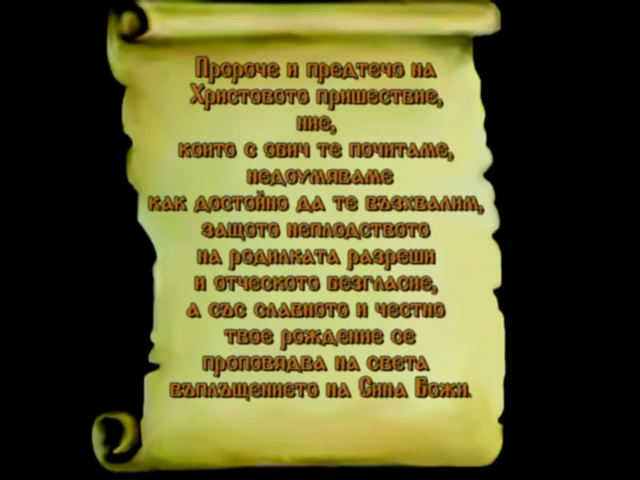 Пророче и предтечо на
Христовото пришествие,
ние,
които с обич те почитаме,
недоумяваме
как достойно да те възхвалим,
защото неплодството
на родилката разреши
и отческото безгласие,
а със славното и честно
твое рождение се
проповядва на света
въплъщението на Сина Божи.